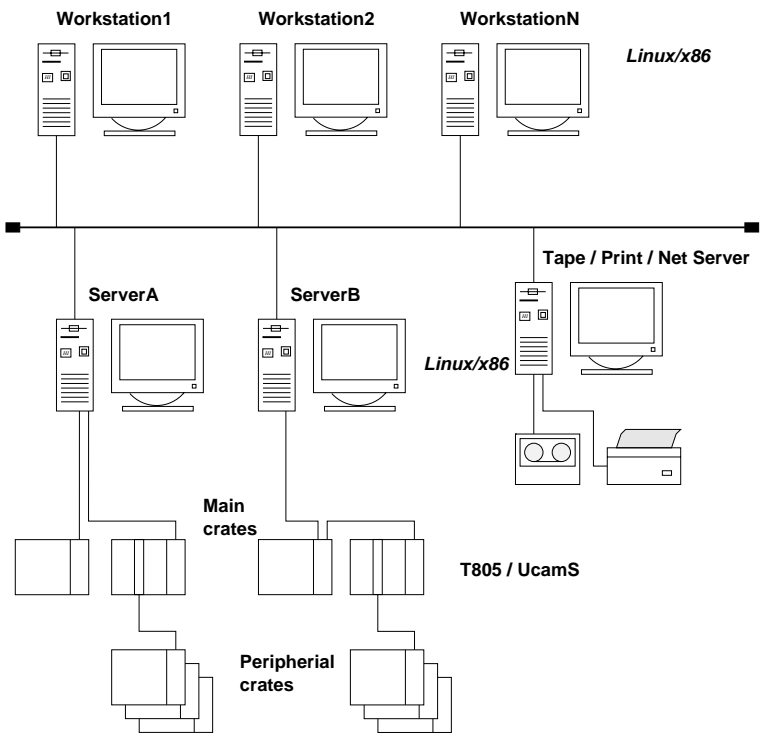 Workstation1
Workstation2
WorkstationN
Linux/x86
Tape / Print / Net Server
ServerA
ServerB
Linux/x86
Main
crates
T805 / UcamS
Peripherial
crates